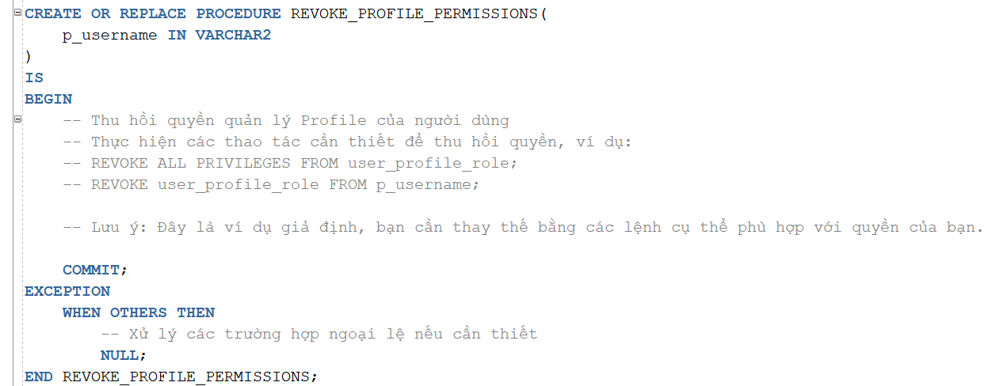 CREATE OR REPLACE PROCEDURE REVOKE_PROFILE_PERMISSIONS(
    p_username IN VARCHAR2
)
IS
BEGIN
    -- Thu hồi quyền quản lý Profile của người dùng
    -- Thực hiện các thao tác cần thiết để thu hồi quyền, ví dụ:
    -- REVOKE ALL PRIVILEGES FROM user_profile_role;
    -- REVOKE user_profile_role FROM p_username;
    -- Lưu ý: Đây là ví dụ giả định, bạn cần thay thế bằng các lệnh cụ thể phù hợp với quyền của bạn.
    COMMIT;
EXCEPTION
    WHEN OTHERS THEN
        -- Xử lý các trường hợp ngoại lệ nếu cần thiết
        NULL;
END REVOKE_PROFILE_PERMISSIONS;